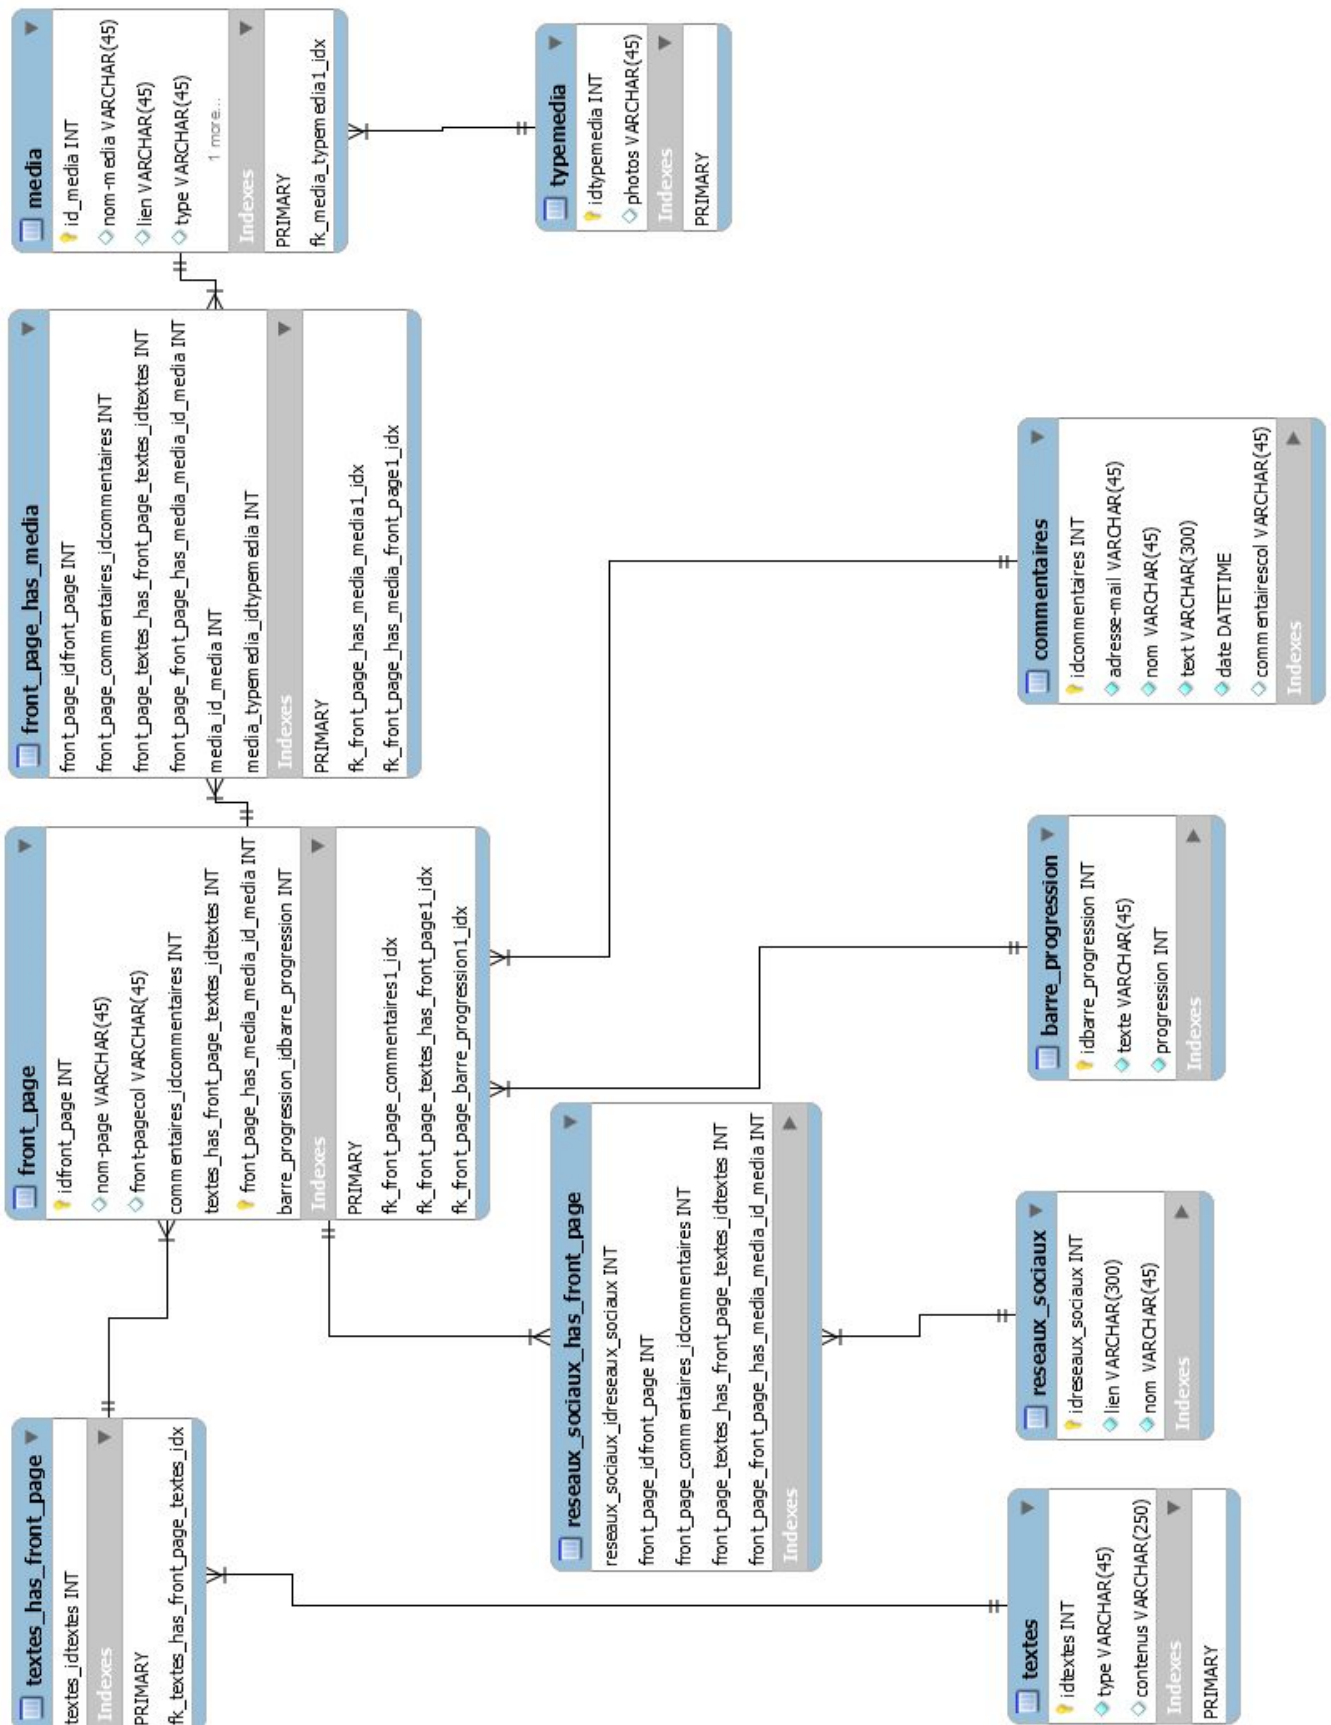 textes_has_front_page
textes_idtextes INT
Indexes
PRIMARY
fk_textes_has_front_page_textes_idx
front_page
idfront_page INT
nom-page VARCHAR(45)
front-pagecol VARCHAR(45)
commentaires_idcommentaires INT
textes_has_front_page_textes_idtextes INT
front_page_has_media_media_id_media INT
barre_progression_idbarre_progression INT
Indexes
PRIMARY
fk_front_page_commentaires1_idx
fk_front_page_textes_has_front_page1_idx
fk_front_page_barre_progression1_idx
front_page_has_media
front_page_idfront_page INT
front_page_commentaires_idcommentaires INT
front_page_textes_has_front_page_textes_idtextes INT
front_page_front_page_has_media_media_id_media INT
media_id_media INT
media_typemedia_idtypemedia INT
Indexes
PRIMARY
fk_front_page_has_media_media1_idx
fk_front_page_has_media_front_page1_idx
media
id_media INT
nom-media VARCHAR(45)
lien VARCHAR(45)
type VARCHAR(45)
1 more...
Indexes
PRIMARY
fk_media_typemedia1_idx
typemedia
idtypemedia INT
photos VARCHAR(45)
Indexes
PRIMARY
reseaux_sociaux_has_front_page
reseaux_sociaux_idreseaux_sociaux INT
front_page_idfront_page INT
front_page_commentaires_idcommentaires INT
front_page_textes_has_front_page_textes_idtextes INT
front_page_front_page_has_media_media_id_media INT
Indexes
textes
idtextes INT
type VARCHAR(45)
contenus VARCHAR(250)
Indexes
PRIMARY
reseaux_sociaux
idreseaux_sociaux INT
lien VARCHAR(300)
nom VARCHAR(45)
Indexes
barre_progression
idbarre_progression INT
texte VARCHAR(45)
progression INT
Indexes
commentaires
idcommentaires INT
adresse-mail VARCHAR(45)
nom VARCHAR(45)
text VARCHAR(300)
date DATETIME
commentairescol VARCHAR(45)
Indexes